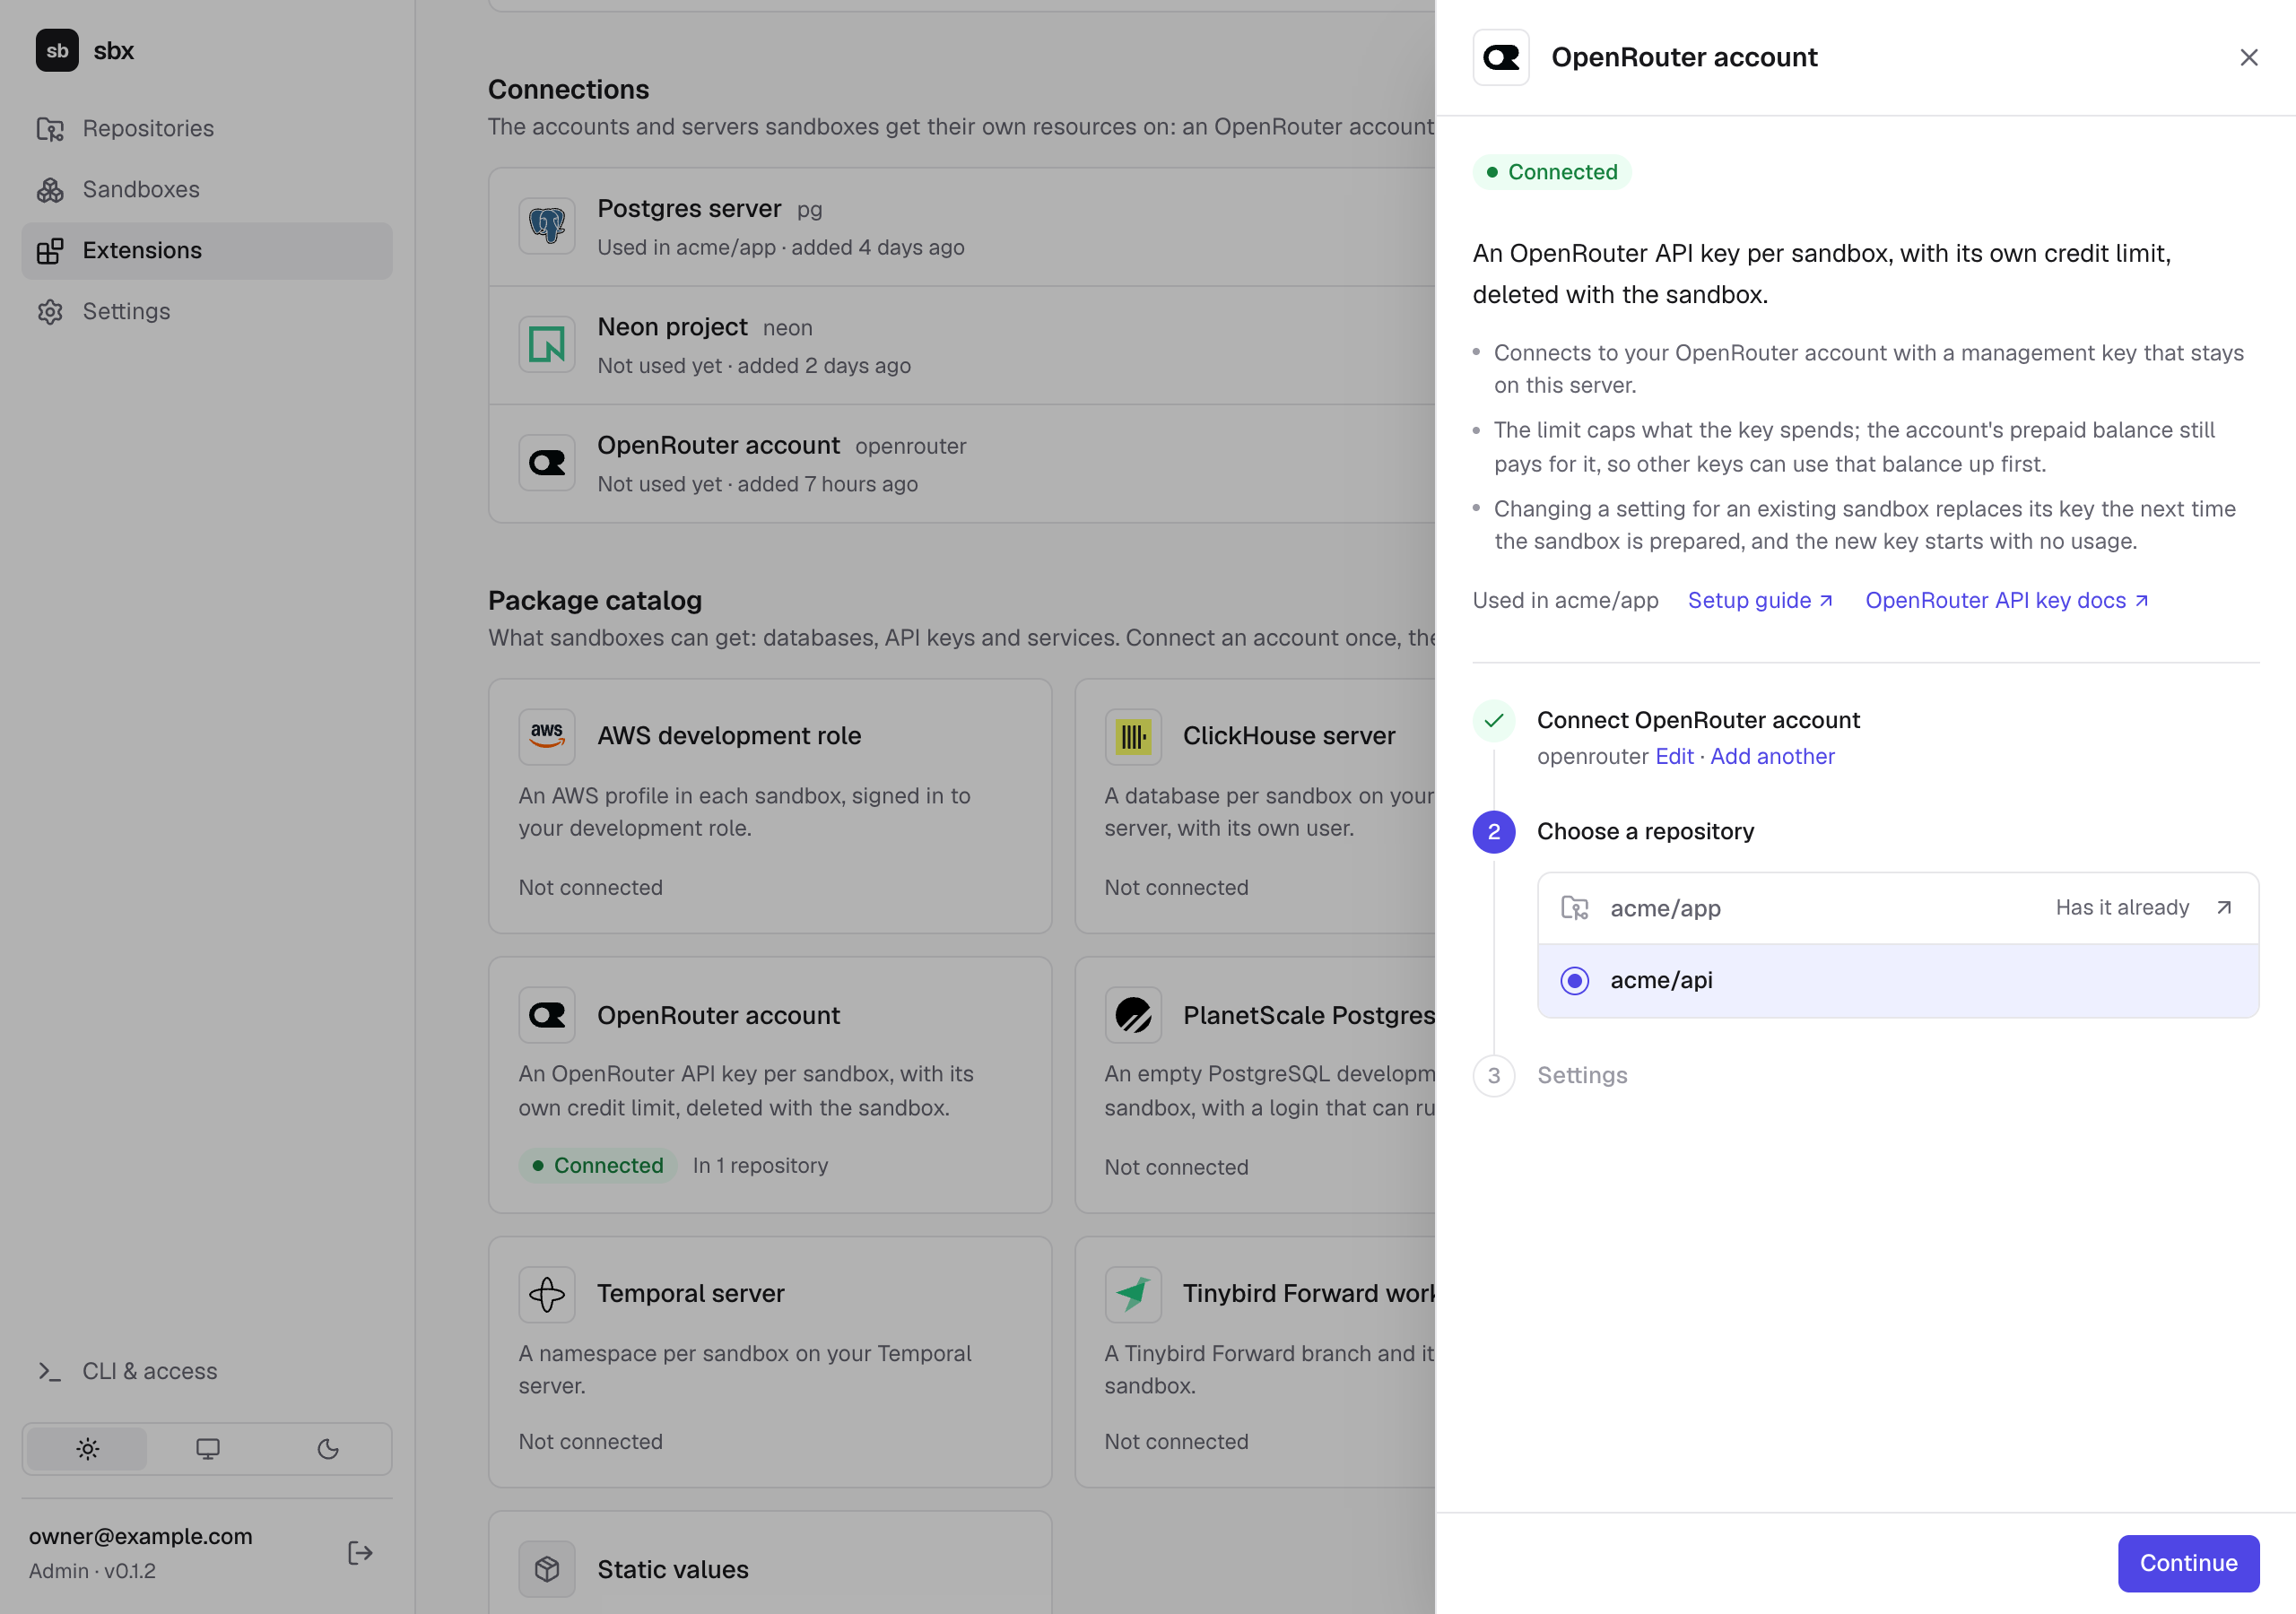 sb sbx
Repositories
Sandboxes
Extensions
Settings
CLI & access
owner@example.com
Admin · v0.1.2
Connections
The accounts and servers sandboxes get their own resources on: an OpenRouter account
Postgres server pg
Used in acme/app · added 4 days ago
Neon project neon
Not used yet · added 2 days ago
OpenRouter account openrouter
Not used yet · added 7 hours ago
Package catalog
What sandboxes can get: databases, API keys and services. Connect an account once, the
aws AWS development role
An AWS profile in each sandbox, signed in to
your development role.
Not connected
ClickHouse server
A database per sandbox on your
server, with its own user.
Not connected
OpenRouter account
An OpenRouter API key per sandbox, with its
own credit limit, deleted with the sandbox.
Connected In 1 repository
PlanetScale Postgres
An empty PostgreSQL developm
sandbox, with a login that can ru
Not connected
Temporal server
A namespace per sandbox on your Temporal
server.
Not connected
Tinybird Forward work
A Tinybird Forward branch and it
sandbox.
Not connected
Static values
OpenRouter account
Connected
An OpenRouter API key per sandbox, with its own credit limit,
deleted with the sandbox.
Connects to your OpenRouter account with a management key that stays
on this server.
The limit caps what the key spends; the account's prepaid balance still
pays for it, so other keys can use that balance up first.
Changing a setting for an existing sandbox replaces its key the next time
the sandbox is prepared, and the new key starts with no usage.
Used in acme/app Setup guide OpenRouter API key docs
Connect OpenRouter account
openrouter Edit · Add another
2 Choose a repository
acme/app Has it already
acme/api
3 Settings
Continue